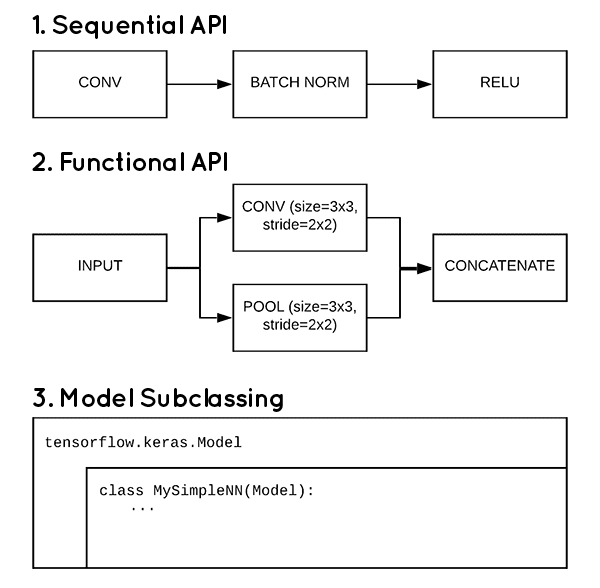 1. Sequential API
CONV
BATCH NORM
RELU
2. Functional API
CONV (size=3x3,
stride=2x2)
INPUT
CONCATENATE
POOL (size=3x3,
stride=2x2)
3. Model Subclassing
tensorflow.keras.Model
class MySimpleNN(Model):
...